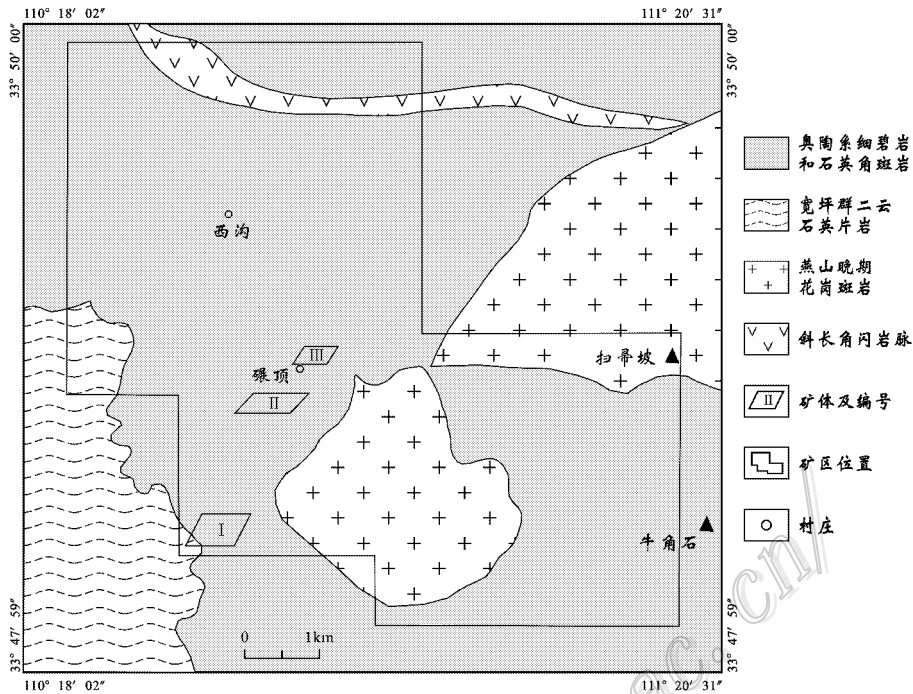 110° 18′ 02″
111° 20′ 31″
33° 50′ 00″
33° 50′ 00″
西沟
碾顶
Ⅲ
Ⅱ
Ⅰ
扫帚坡
牛角石
0 1km
33° 47′ 59″
33° 47′ 59″
110° 18′ 02″
111° 20′ 31″
奥陶系细碧岩
和石英角斑岩
宽坪群二云
石英片岩
燕山晚期
花岗斑岩
斜长角闪岩脉
Ⅱ
矿体及编号
矿区位置
村庄
ac.cn/